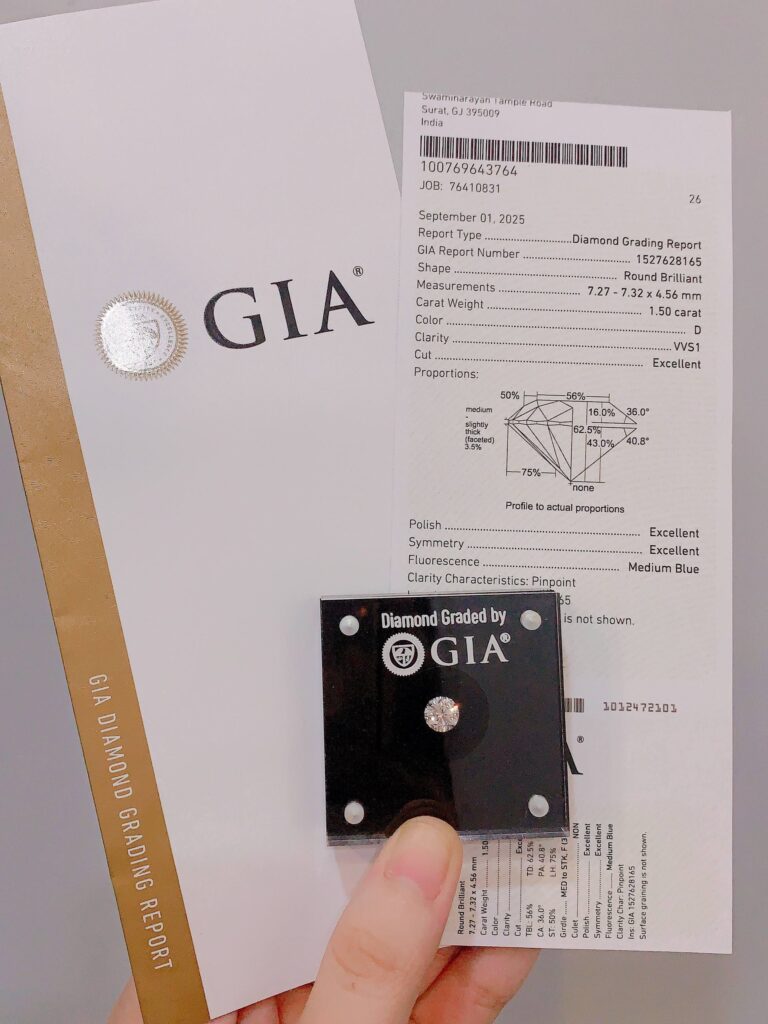 GIA®
GIA DIAMOND GRADING REPORT
Swaminarayan Temple Road
Surat, GJ 395009
India
100769643764
JOB: 76410831
26
September 01, 2025
Report Type ........................ Diamond Grading Report
GIA Report Number ........................ 1527628165
Shape ........................ Round Brilliant
Measurements ........................ 7.27 - 7.32 x 4.56 mm
Carat Weight ........................ 1.50 carat
Color ........................ D
Clarity ........................ VVS1
Cut ........................ Excellent
Proportions:
50% 56%
medium - slightly thick (faceted) 3.5%
16.0% 36.0°
62.5%
43.0% 40.8°
75%
none
Profile to actual proportions
Polish ........................ Excellent
Symmetry ........................ Excellent
Fluorescence ........................ Medium Blue
Clarity Characteristics: Pinpoint
65
is not shown.
Diamond Graded by
GIA®
1012472101
A®
Round Brilliant
7.27 - 7.32 x 4.56 mm
Carat Weight ............ 1.50
Color
Clarity
Cut ............ Exce
TBL: 56% TD: 62.5%
CA: 36.0° PA: 40.8°
ST: 50% LH: 75%
Girdle ...... MED to STK, F (3
Culet ............ NON
Polish ............ Excellent
Symmetry ............ Excellent
Fluorescence ...... Medium Blue
Clarity Char: Pinpoint
Ins: GIA 1527628165
Surface graining is not shown.